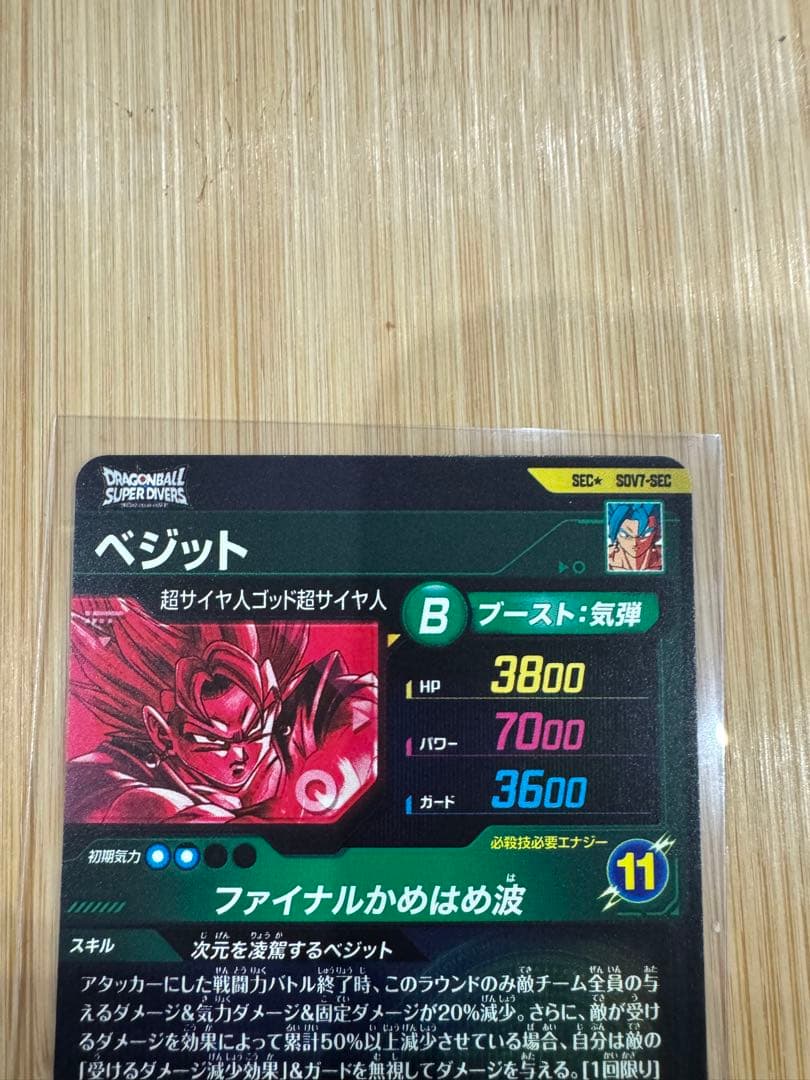 DRAGONBALL
SUPER DIVERS
SEC★ SDV7-SEC
ベジット
超サイヤ人ゴッド超サイヤ人
B ブースト:気弾
HP 3800
パワー 7000
ガード 3600
初期気力
必殺技必要エナジー
11
ファイナルかめはめ波
スキル 次元を凌駕するベジット
アタッカーにした戦闘力バトル終了時、このラウンドのみ敵チーム全員の与
えるダメージ&気力ダメージ&固定ダメージが20%減少。さらに、敵が受け
るダメージを効果によって累計50%以上減少させている場合、自分は敵の
「受けるダメージ減少効果」&ガードを無視してダメージを与える。[1回限り]